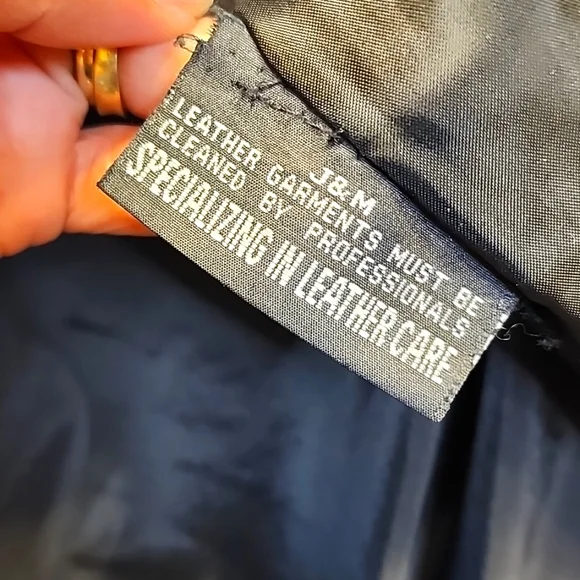 J&M
LEATHER GARMENTS MUST BE
CLEANED BY PROFESSIONALS
SPECIALIZING IN LEATHER CARE